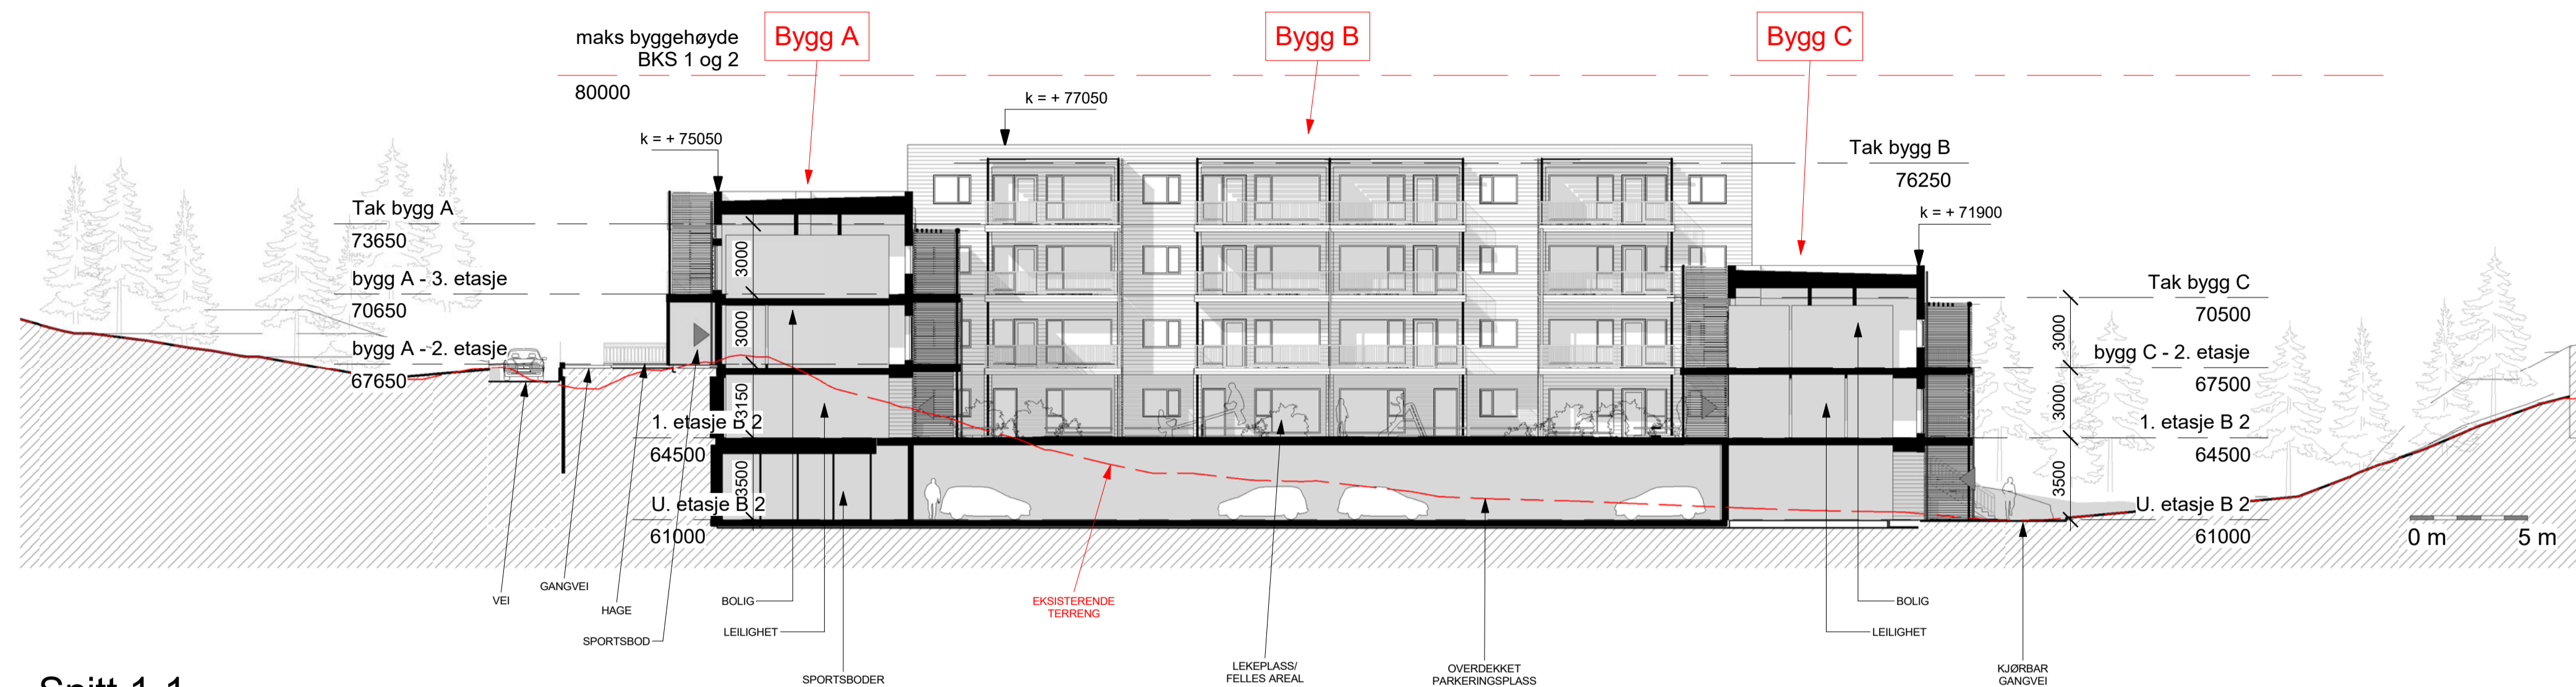 Bygg A
Bygg B
Bygg C
maks byggehøyde
BKS 1 og 2
80000
k = + 77050
k = + 75050
Tak bygg B
76250
k = + 71900
Tak bygg A
73650
bygg A - 3. etasje
70650
bygg A - 2. etasje
67650
1. etasje B 2
64500
U. etasje B 2
61000
3000
3000
3150
3500
Tak bygg C
70500
bygg C - 2. etasje
67500
1. etasje B 2
64500
U. etasje B 2
61000
3000
3000
3500
0 m
5 m
VEI
GANGVEI
HAGE
SPORTSBOD
BOLIG
LEILIGHET
SPORTSBODER
EKSISTERENDE
TERRENG
LEKEPLASS/
FELLES AREAL
OVERDEKKET
PARKERINGSPLASS
BOLIG
LEILIGHET
KJØRBAR
GANGVEI
Snitt 1-1